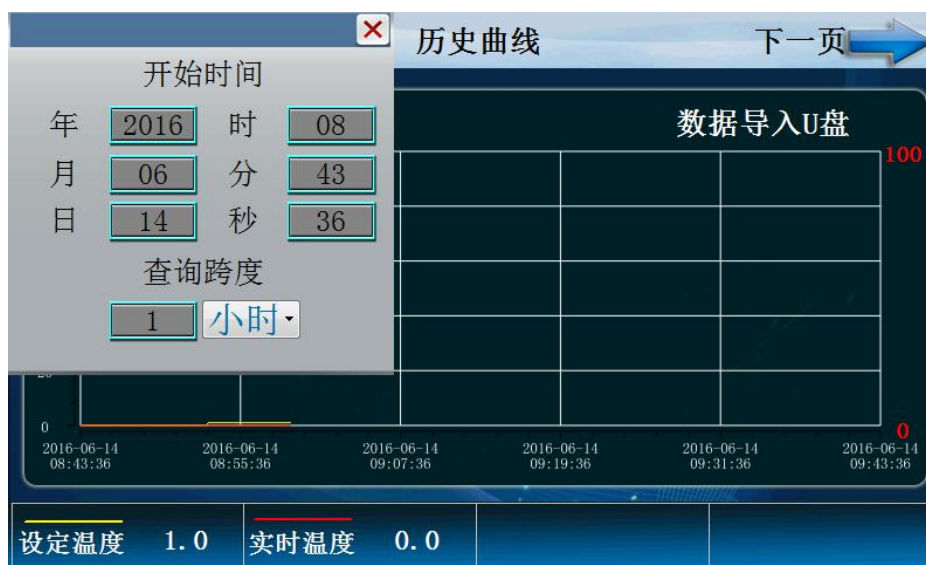 历史曲线
下一页
开始时间
年 2016 时 08
月 06 分 43
日 14 秒 36
查询跨度
1 小时
数据导入U盘
100
0
0
2016-06-14 08:43:36
2016-06-14 08:55:36
2016-06-14 09:07:36
2016-06-14 09:19:36
2016-06-14 09:31:36
2016-06-14 09:43:36
设定温度 1.0 实时温度 0.0